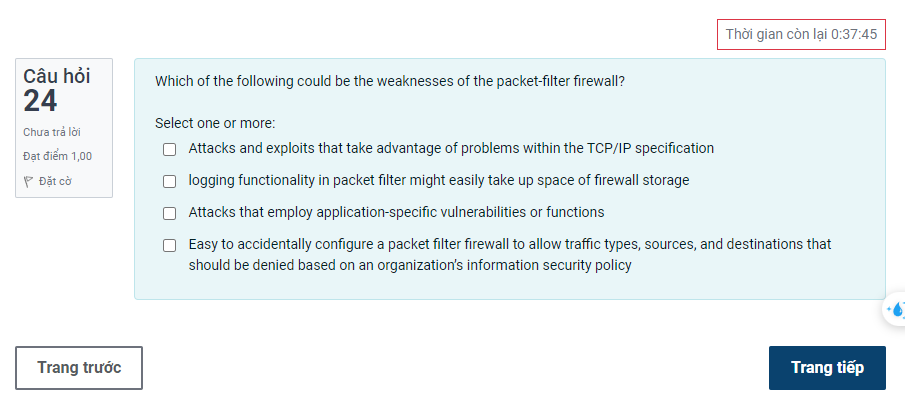 Thời gian còn lại 0:37:45
Câu hỏi
24
Chưa trả lời
Đạt điểm 1,00
Đặt cờ
Which of the following could be the weaknesses of the packet-filter firewall?
Select one or more:
Attacks and exploits that take advantage of problems within the TCP/IP specification
logging functionality in packet filter might easily take up space of firewall storage
Attacks that employ application-specific vulnerabilities or functions
Easy to accidentally configure a packet filter firewall to allow traffic types, sources, and destinations that
should be denied based on an organization's information security policy
Trang trước
Trang tiếp